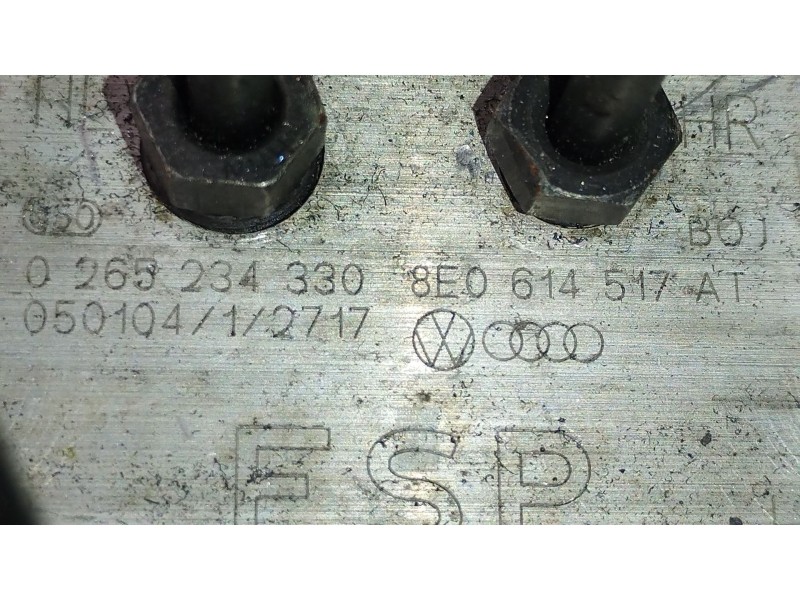 HR
BOJ
0 265 234 330 8E0 614 517 AT
050104/1/2717
ESP